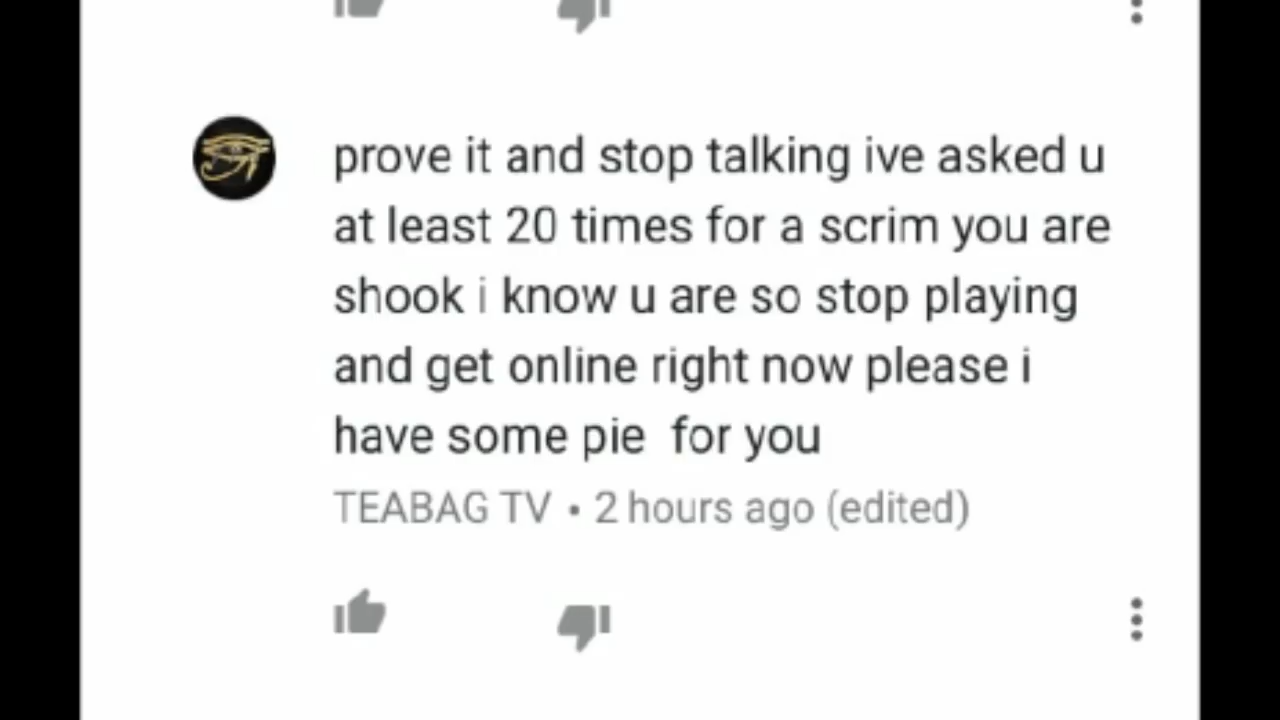 prove it and stop talking ive asked u
at least 20 times for a scrim you are
shook i know u are so stop playing
and get online right now please i
have some pie  for you
TEABAG TV • 2 hours ago (edited)